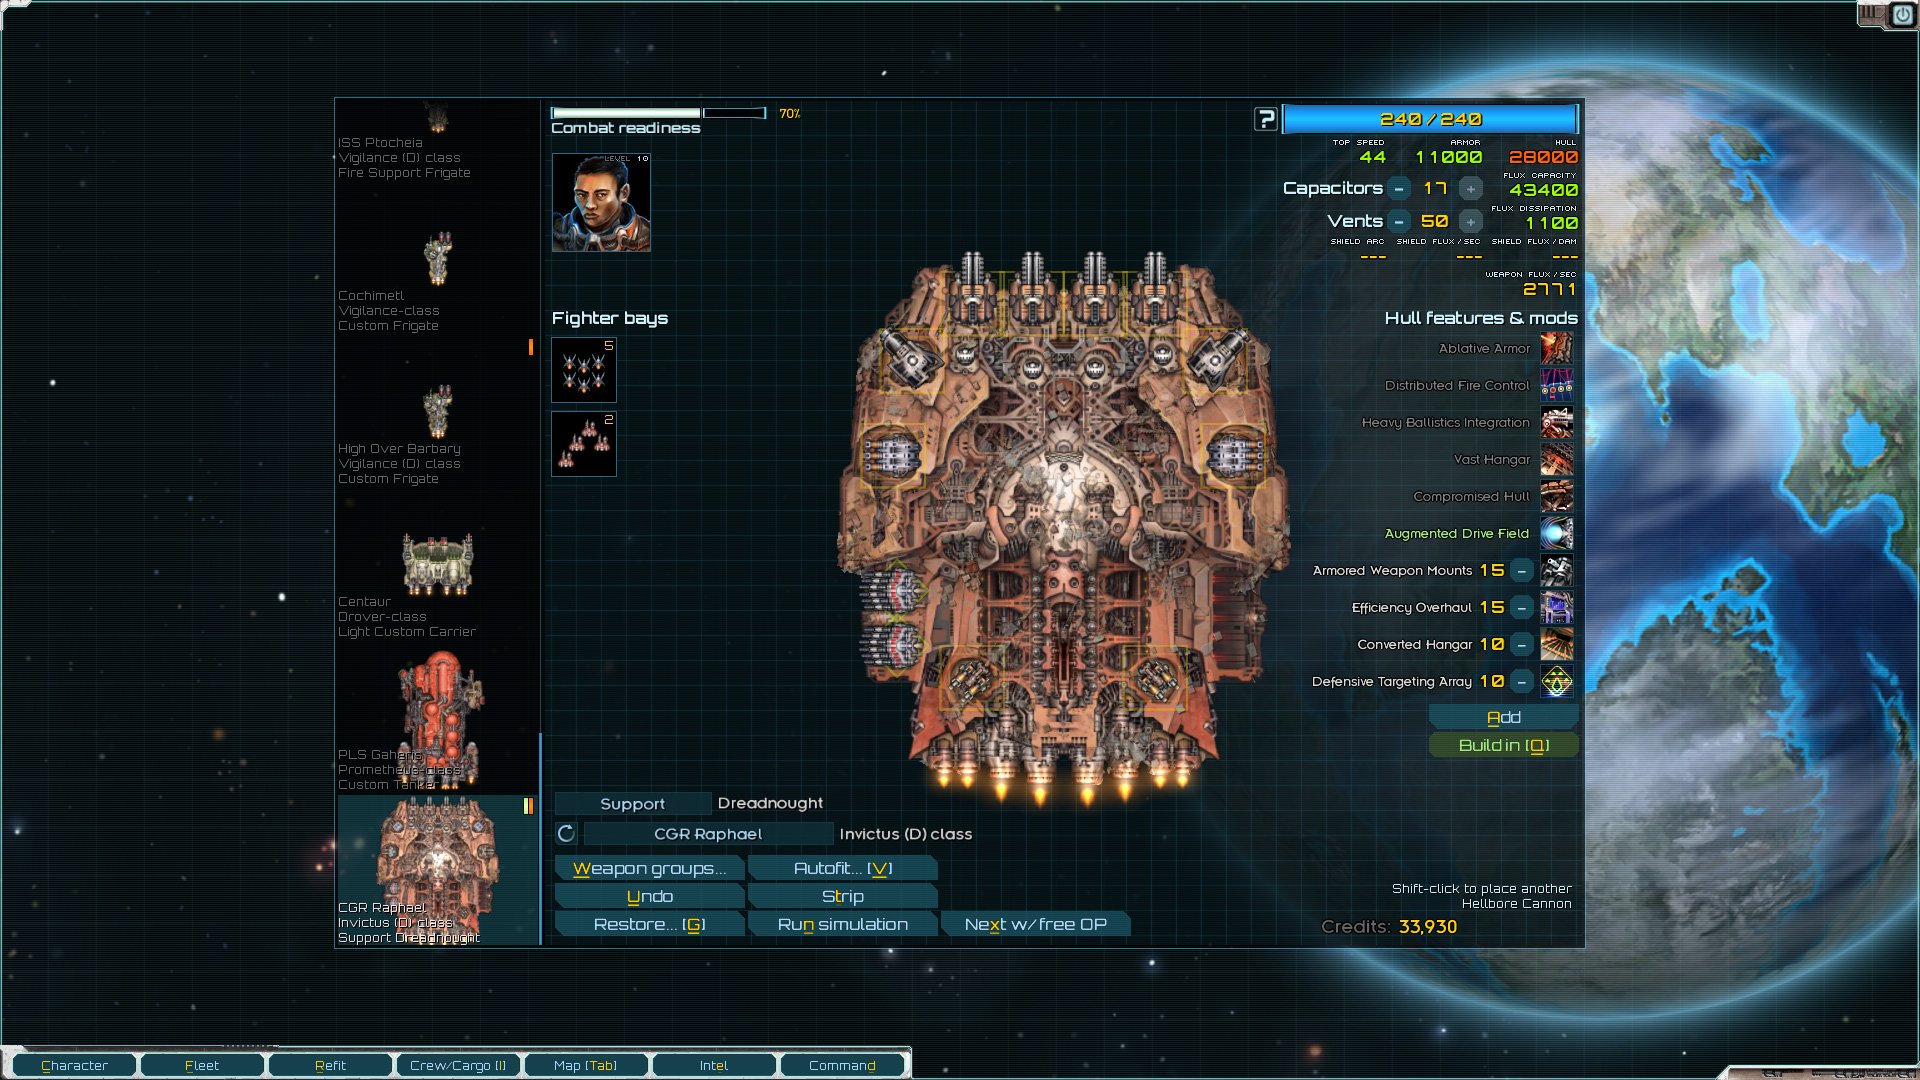 ISS Ptocheia
Vigilance (D) class
Fire Support Frigate
Cochimetl
Vigilance-class
Custom Frigate
High Over Barbary
Vigilance (D) class
Custom Frigate
Centaur
Drover-class
Light Custom Carrier
PLS Gaheris
Prometheus-class
Custom Tanker
CGR Raphael
Invictus (D) class
Support Dreadnought
70%
Combat readiness
LEVEL 10
Fighter bays
5
2
? 240 / 240
TOP SPEED ARMOR HULL
44 11000 28000
FLUX CAPACITY
Capacitors - 17 + 43400
FLUX DISSIPATION
Vents - 50 + 1100
SHIELD ARC SHIELD FLUX/SEC SHIELD FLUX/DAM
--- --- ---
WEAPON FLUX/SEC
2771
Hull features & mods
Ablative Armor
Distributed Fire Control
Heavy Ballistics Integration
Vast Hangar
Compromised Hull
Augmented Drive Field
Armored Weapon Mounts 15 -
Efficiency Overhaul 15 -
Converted Hangar 10 -
Defensive Targeting Array 10 -
Add
Build in [Q]
Support Dreadnought
CGR Raphael Invictus (D) class
Weapon groups... Autofit... [V]
Undo Strip
Restore... [G] Run simulation Next w/free OP
Shift-click to place another
Hellbore Cannon
Credits: 33,930
Character Fleet Refit Crew/Cargo [I] Map [Tab] Intel Command